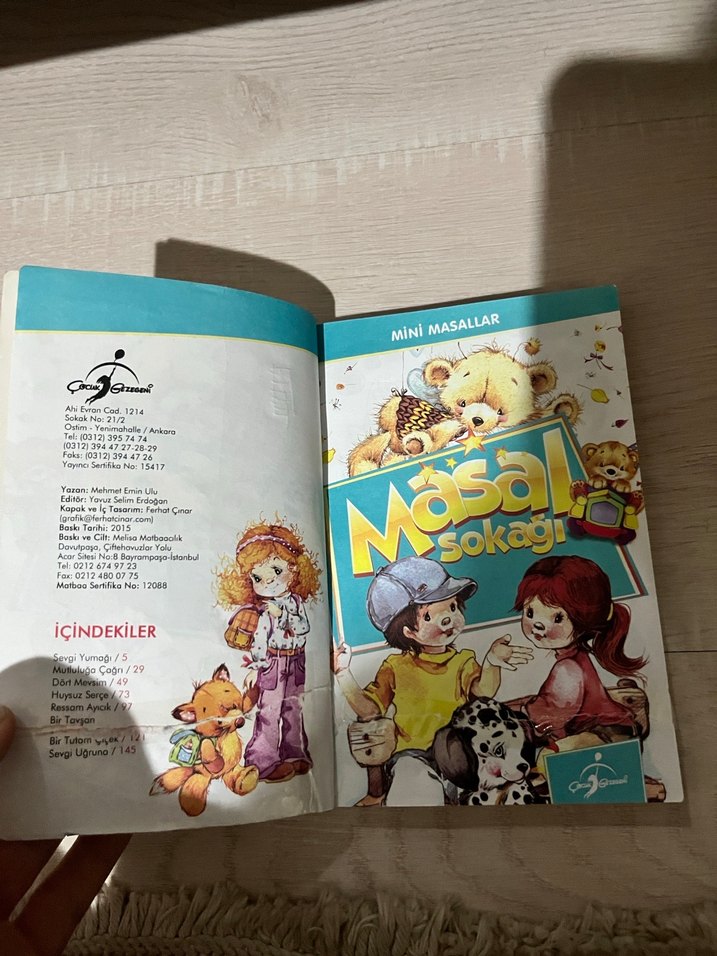 ÇOCUK GEZEGENİ
Ahi Evran Cad. 1214
Sokak No: 21/2
Ostim - Yenimahalle / Ankara
Tel: (0312) 395 74 74
(0312) 394 47 27-28-29
Faks: (0312) 394 47 26
Yayıncı Sertifika No: 15417
Yazan: Mehmet Emin Ulu
Editör: Yavuz Selim Erdoğan
Kapak ve İç Tasarım: Ferhat Çınar
(grafik@ferhatcinar.com)
Baskı Tarihi: 2015
Baskı ve Cilt: Melisa Matbaacılık
Davutpaşa, Çiftehavuzlar Yolu
Acar Sitesi No:8 Bayrampaşa-İstanbul
Tel: 0212 674 97 23
Fax: 0212 480 07 75
Matbaa Sertifika No: 12088
İÇİNDEKİLER
Sevgi Yumağı / 5
Mutluluğa Çağrı / 29
Dört Mevsim / 49
Huysuz Serçe / 73
Ressam Ayıcık / 97
Bir Tavşan
Bir Tutam Çiçek / 121
Sevgi Uğruna / 145
MİNİ MASALLAR
Masal
sokağı
ÇOCUK GEZEGENİ